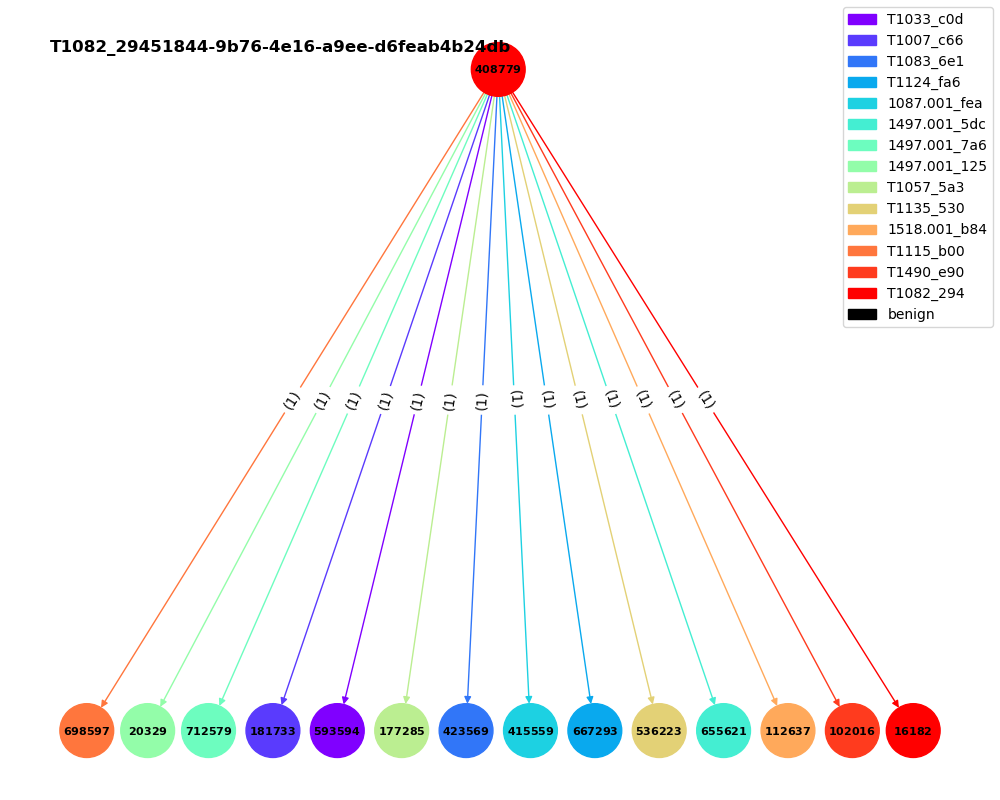 T1082_29451844-9b76-4e16-a9ee-d6feab4b24db
408779
T1033_c0d
T1007_c66
T1083_6e1
T1124_fa6
1087.001_fea
1497.001_5dc
1497.001_7a6
1497.001_125
T1057_5a3
T1135_530
1518.001_b84
T1115_b00
T1490_e90
T1082_294
benign
(1) (1) (1) (1) (1) (1) (1) (1) (1) (1) (1) (1) (1) (1)
698597 20329 712579 181733 593594 177285 423569 415559 667293 536223 655621 112637 102016 16182